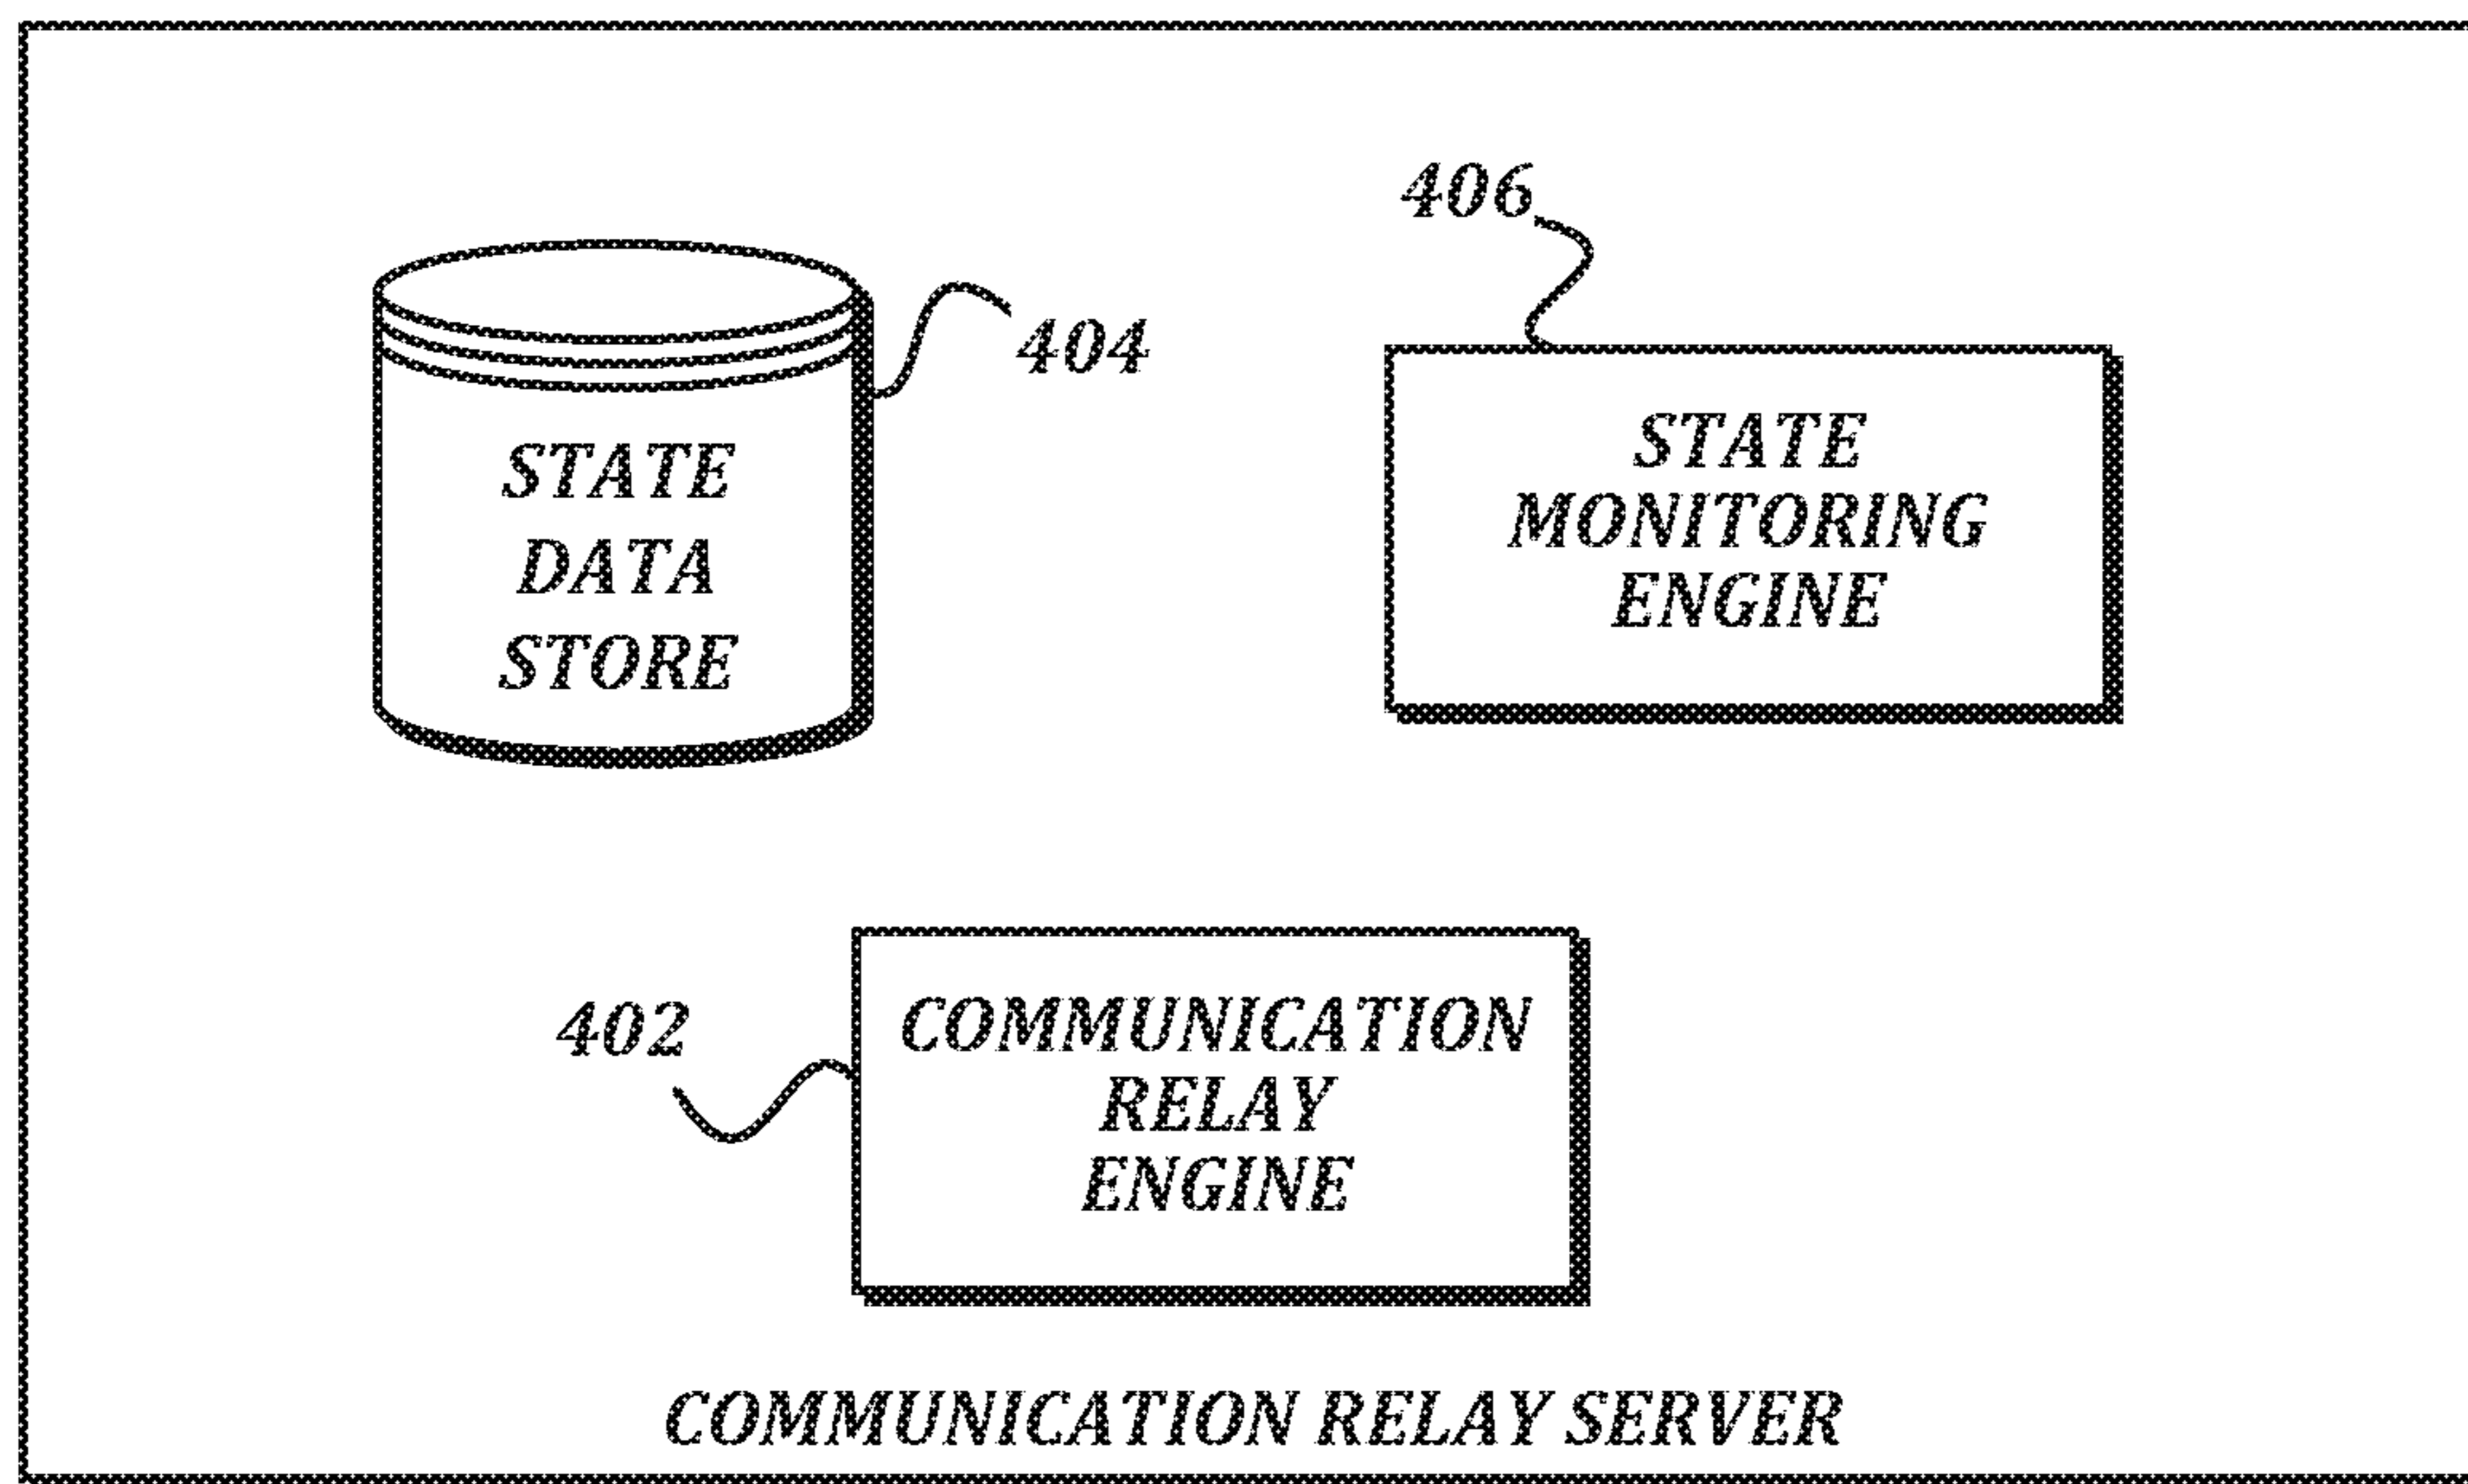 406
404
STATE
DATA
STORE
STATE
MONITORING
ENGINE
402
COMMUNICATION
RELAY
ENGINE
COMMUNICATION RELAY SERVER